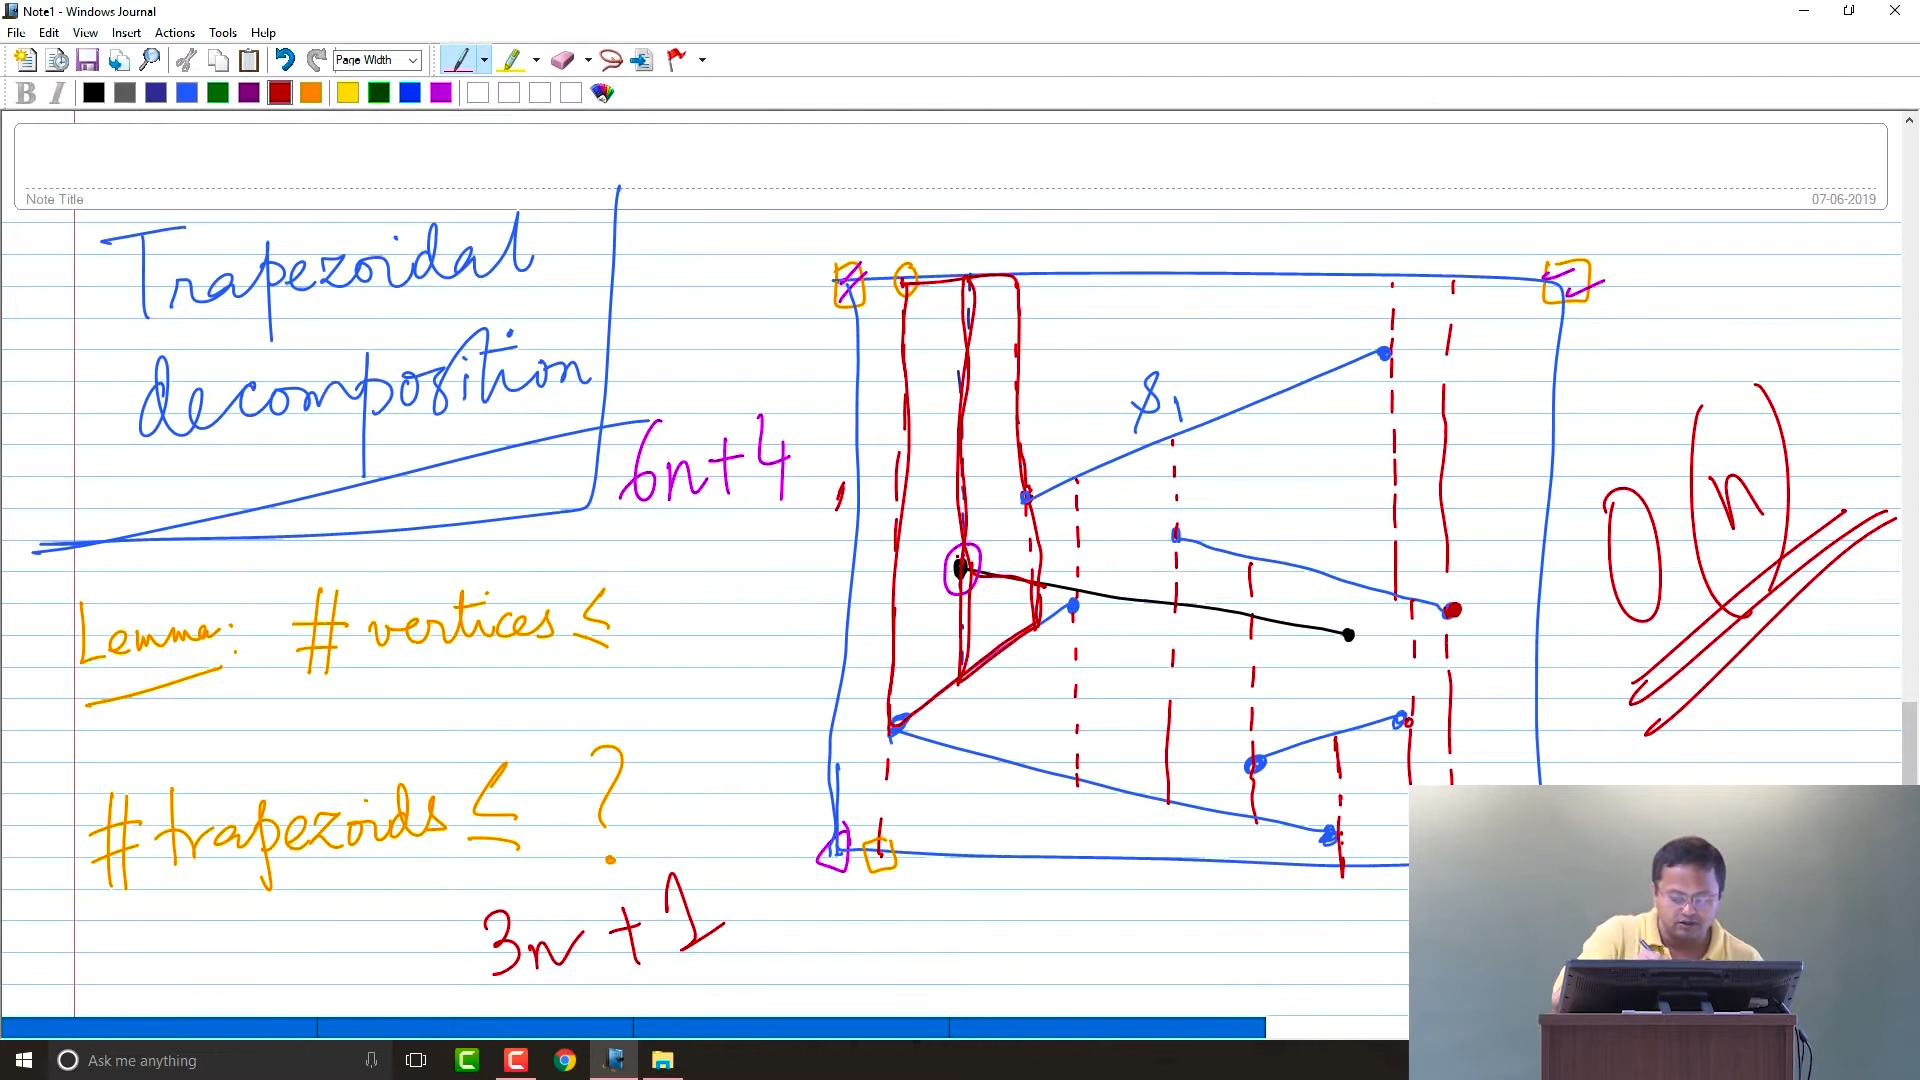 Note1 - Windows Journal
File Edit View Insert Actions Tools Help
Page Width
B I
Note Title
07-06-2019
Trapezoidal
decomposition
6n+4
s1
O(n)
Lemma: # vertices ≤
# trapezoids ≤ ?
3n + 1
Ask me anything